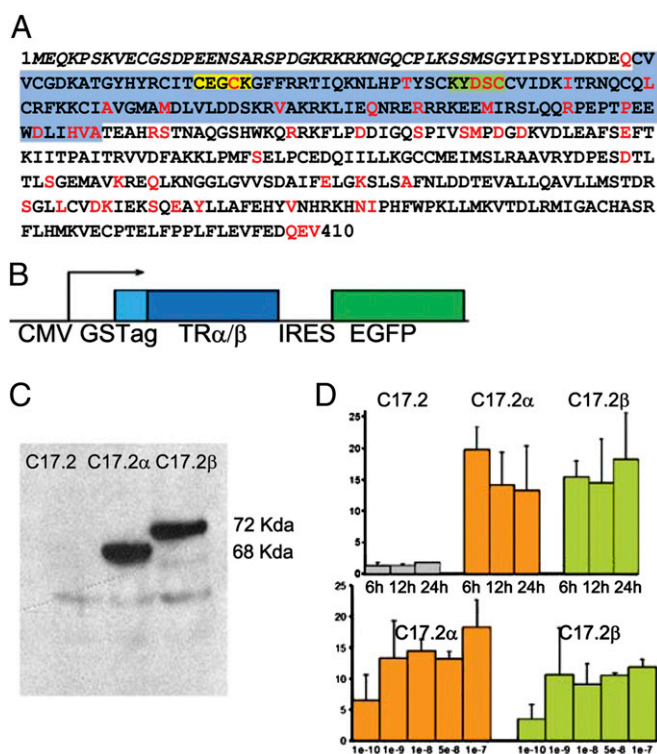 A
1MEQKPSKVECGSDPEENSARSPDGKRKRKNGQCPLKSSMSGYIPSYLDKDEQCV
VCGDKATGYHYRCITCEGCKGFFRRTIQKNLHPTYSCKYDSCCVIDKITRNQCQL
CRFKKCIAVGMAMDLVLDDSKRVAKRKLIEQNRERRRKEEMIRSLQQRPEPTPEE
WDLIHVATEAHRSTNAQGSHWKQRRKFLPDDIGQSPIVSMPDGDKVDLEAFSEFT
KIITPAITRVVDFAKKLPMFSELPCEDQIILLKGCCMEIMSLRAAVRYDPESDTL
TLSGEMAVKREQLKNGGLGVVSDAIFELGKSLSAFNLDDTEVALLQAVLLMSTDR
SGLLCVDKIEKSQEAYLLAFEHYVNHRKHNIPHFWPKLLMKVTDLRMIGACHASR
FLHMKVECPTELFPPLFLEVFEDQEV410
B
CMV GSTag TRα/β IRES EGFP
C
C17.2 C17.2α C17.2β
72 Kda
68 Kda
D
C17.2 C17.2α C17.2β
25
20
15
10
5
0
6h 12h 24h 6h 12h 24h 6h 12h 24h
25
20
15
10
5
0
C17.2α C17.2β
1e-10 1e-9 1e-8 5e-8 1e-7 1e-10 1e-9 1e-8 5e-8 1e-7